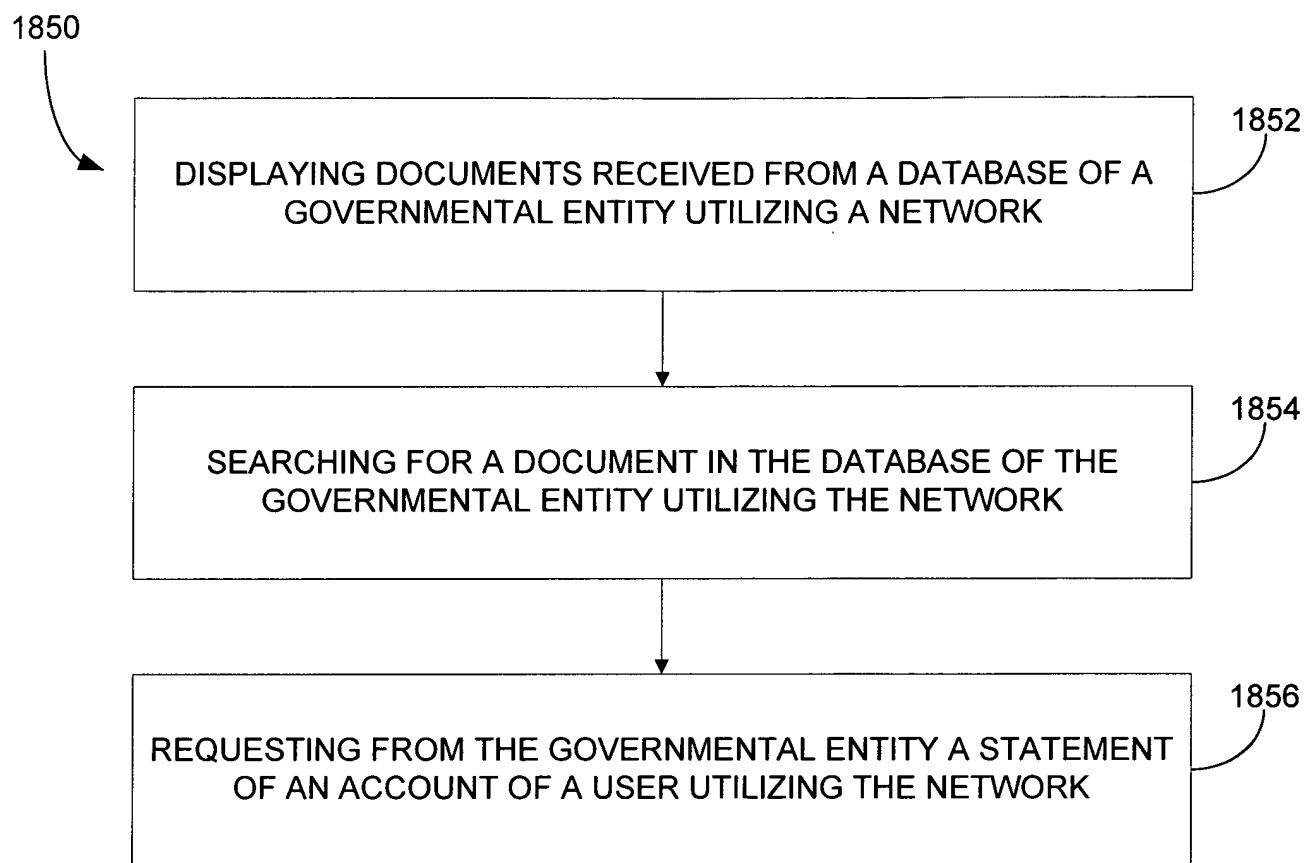 1850
1852
DISPLAYING DOCUMENTS RECEIVED FROM A DATABASE OF A
GOVERNMENTAL ENTITY UTILIZING A NETWORK
1854
SEARCHING FOR A DOCUMENT IN THE DATABASE OF THE
GOVERNMENTAL ENTITY UTILIZING THE NETWORK
1856
REQUESTING FROM THE GOVERNMENTAL ENTITY A STATEMENT
OF AN ACCOUNT OF A USER UTILIZING THE NETWORK